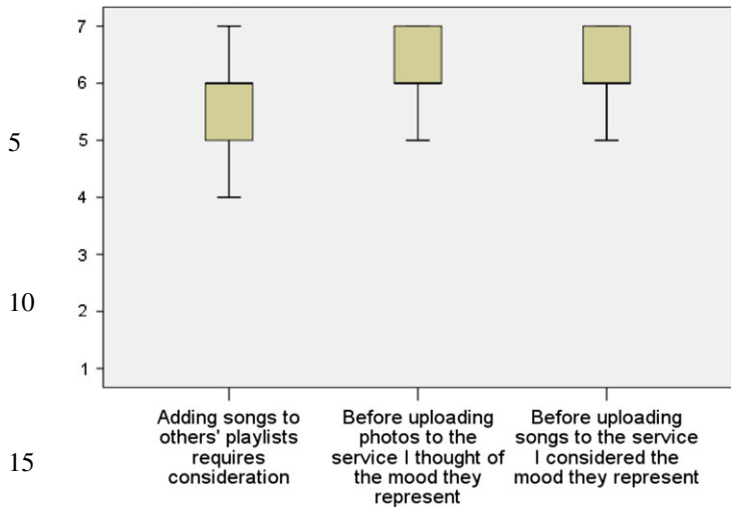 7
6
5
5
4
3
10
2
1
Adding songs to
others' playlists
requires
consideration
Before uploading
photos to the
service I thought of
the mood they
represent
Before uploading
songs to the service
I considered the
mood they represent
15